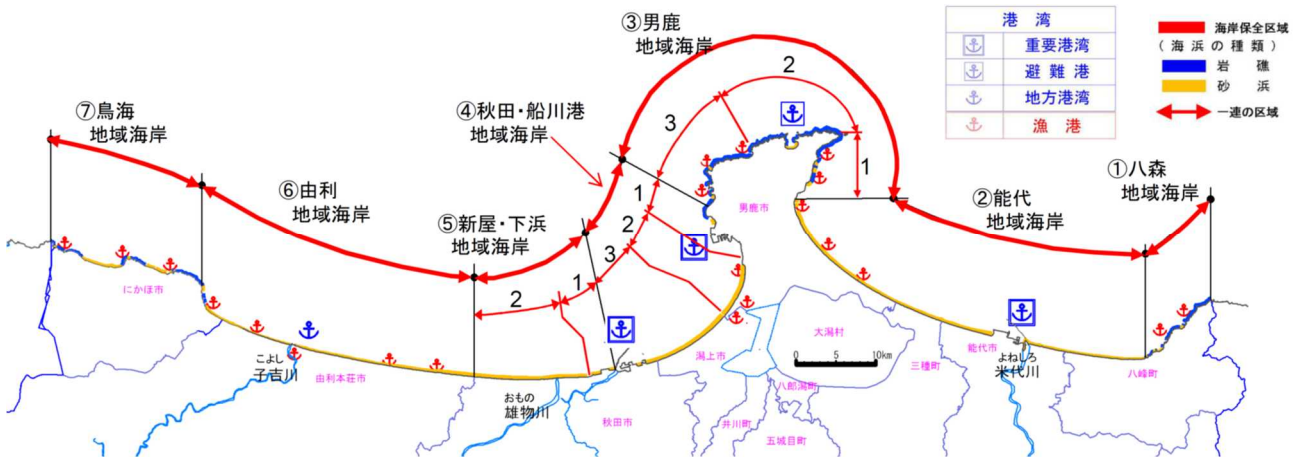 ③男鹿
地域海岸
港 湾
重要港湾
避 難 港
地方港湾
漁 港
海岸保全区域
( 海 浜 の 種 類 )
岩 礁
砂 浜
一連の区域
⑦鳥海
地域海岸
④秋田・船川港
地域海岸
2
3
1
⑥由利
地域海岸
⑤新屋・下浜
地域海岸
1
2
3
1
2
①八森
地域海岸
②能代
地域海岸
男鹿市
にかほ市
こよし
子吉川
由利本荘市
おもの
雄物川
秋田市
潟上市
大潟村
0 5 10km
八郎潟町
井川町
五城目町
三種町
能代市
よねしろ
米代川
八峰町